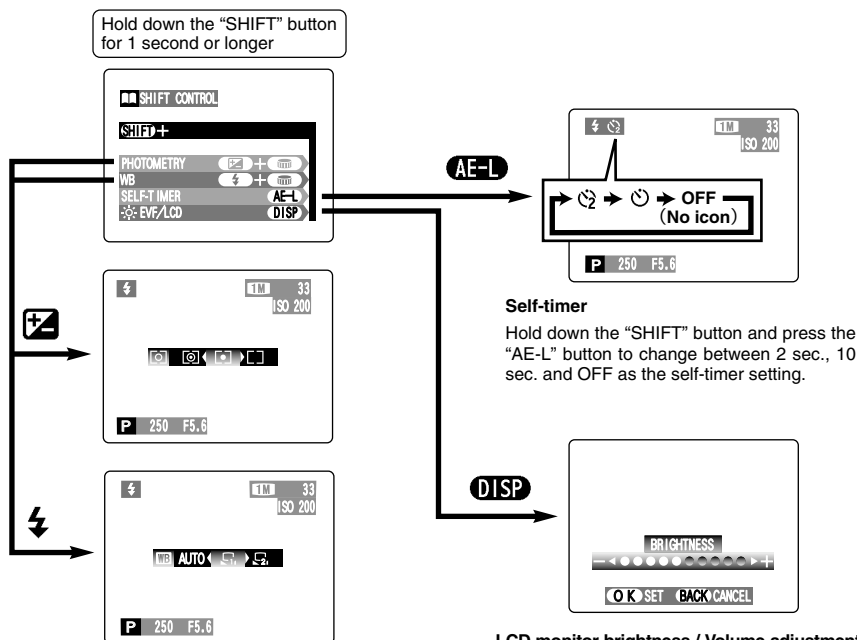 Hold down the “SHIFT” button
for 1 second or longer
SHIFT CONTROL
SHIFT+
PHOTOMETRY +
WB +
SELF-TIMER AE-L
EVF/LCD DISP
1M 33
ISO 200
P 250 F5.6
1M 33
ISO 200
WB AUTO 1 2
P 250 F5.6
AE-L
1M 33
ISO 200
2 OFF
(No icon)
P 250 F5.6
Self-timer
Hold down the “SHIFT” button and press the
“AE-L” button to change between 2 sec., 10
sec. and OFF as the self-timer setting.
DISP
BRIGHTNESS
− +
OK SET BACK CANCEL
LCD monitor brightness / Volume adjustment